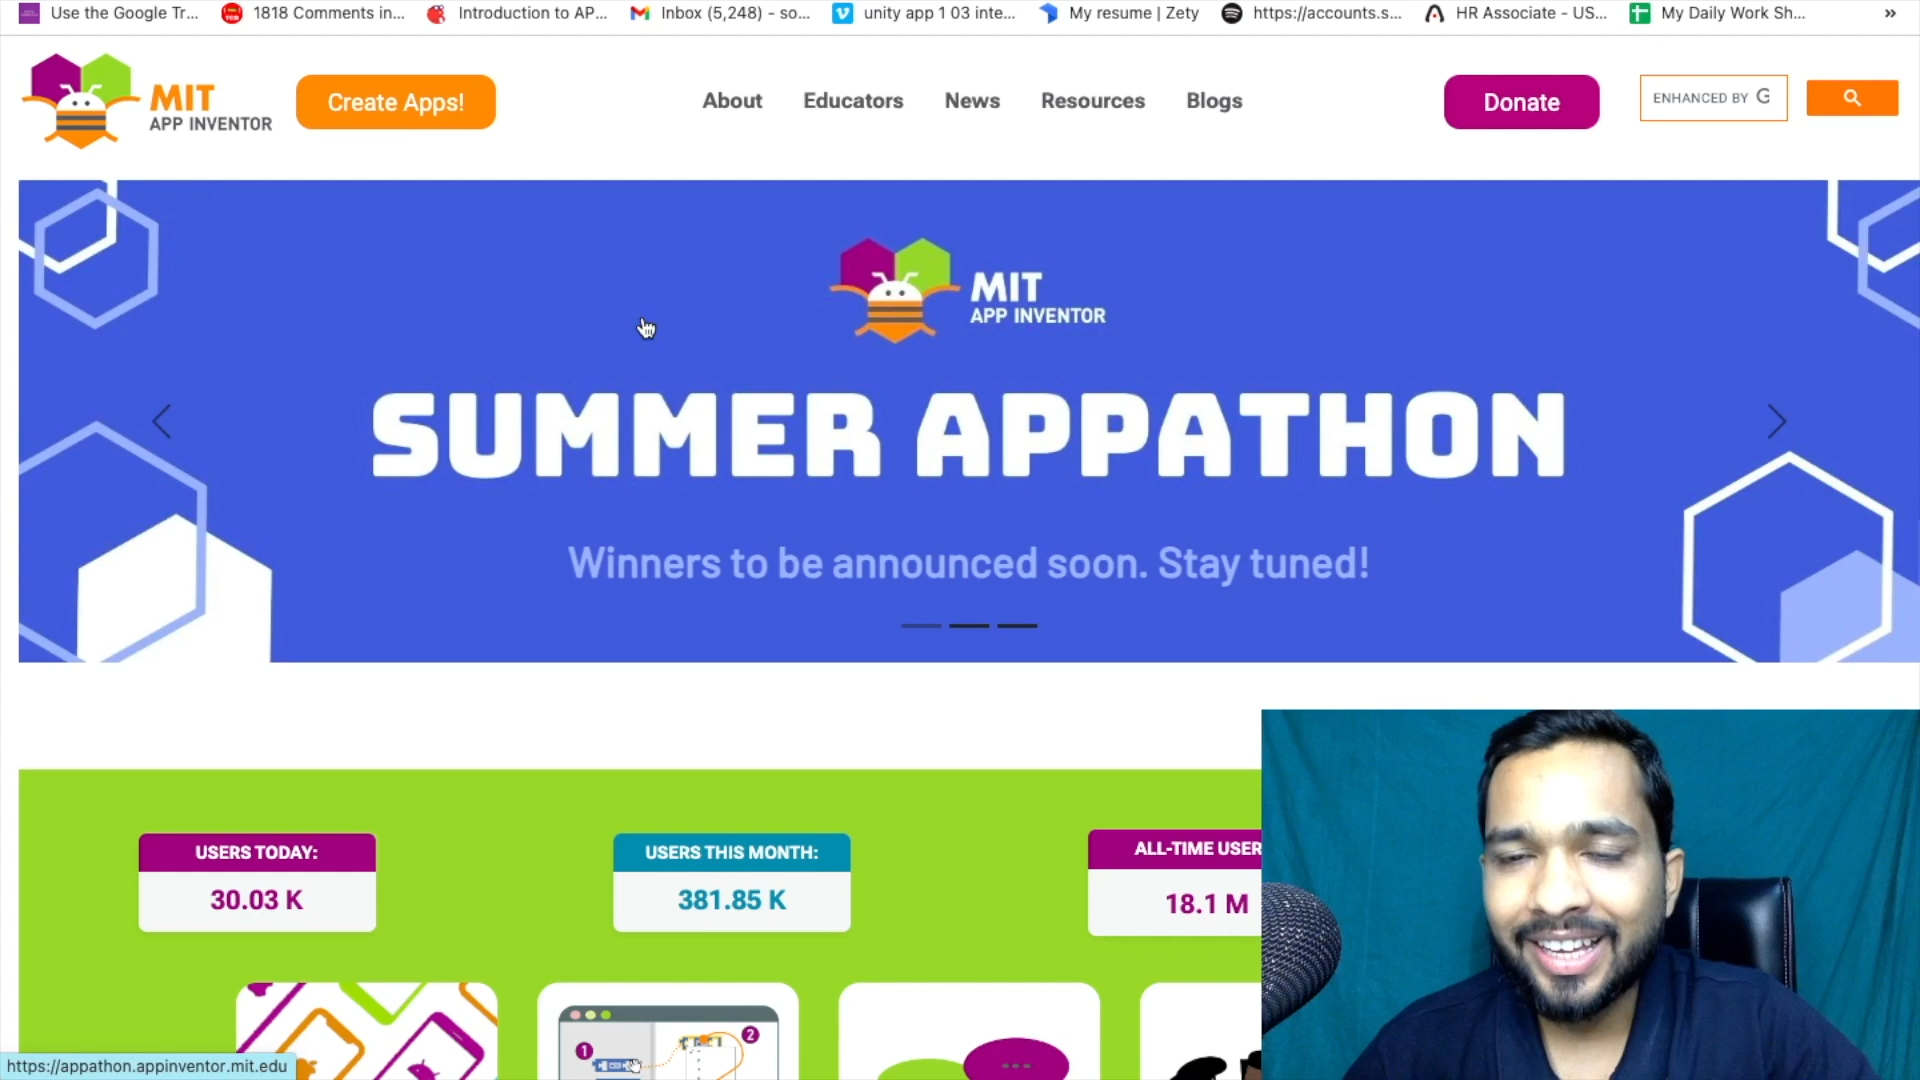 Use the Google Tr...
1818 Comments in...
Introduction to AP...
Inbox (5,248) - so...
unity app 1 03 inte...
My resume | Zety
https://accounts.s...
HR Associate - US...
My Daily Work Sh...
»
MIT
APP INVENTOR
Create Apps!
About
Educators
News
Resources
Blogs
Donate
ENHANCED BY G
MIT
APP INVENTOR
SUMMER APPATHON
Winners to be announced soon. Stay tuned!
USERS TODAY:
30.03 K
USERS THIS MONTH:
381.85 K
ALL-TIME USER
18.1 M
1
2
https://appathon.appinventor.mit.edu